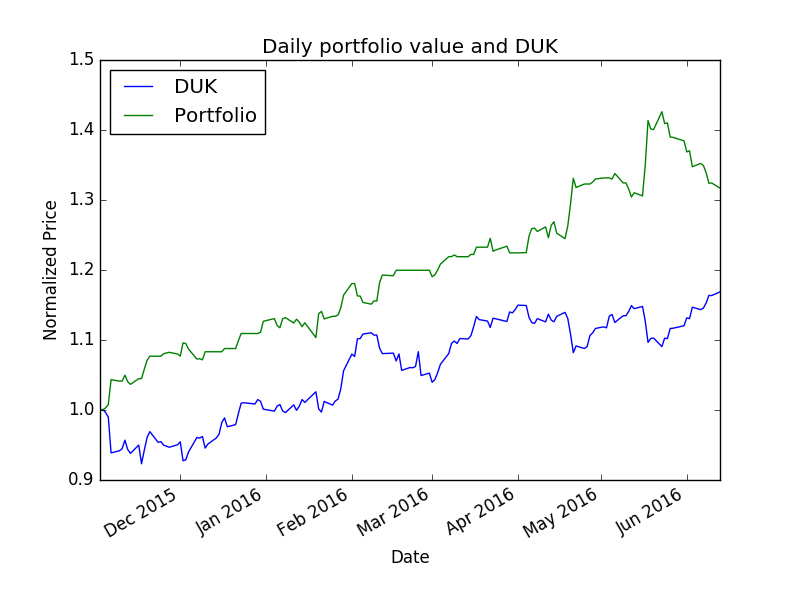 Daily portfolio value and DUK
DUK
Portfolio
Normalized Price
1.5
1.4
1.3
1.2
1.1
1.0
0.9
Dec 2015
Jan 2016
Feb 2016
Mar 2016
Apr 2016
May 2016
Jun 2016
Date